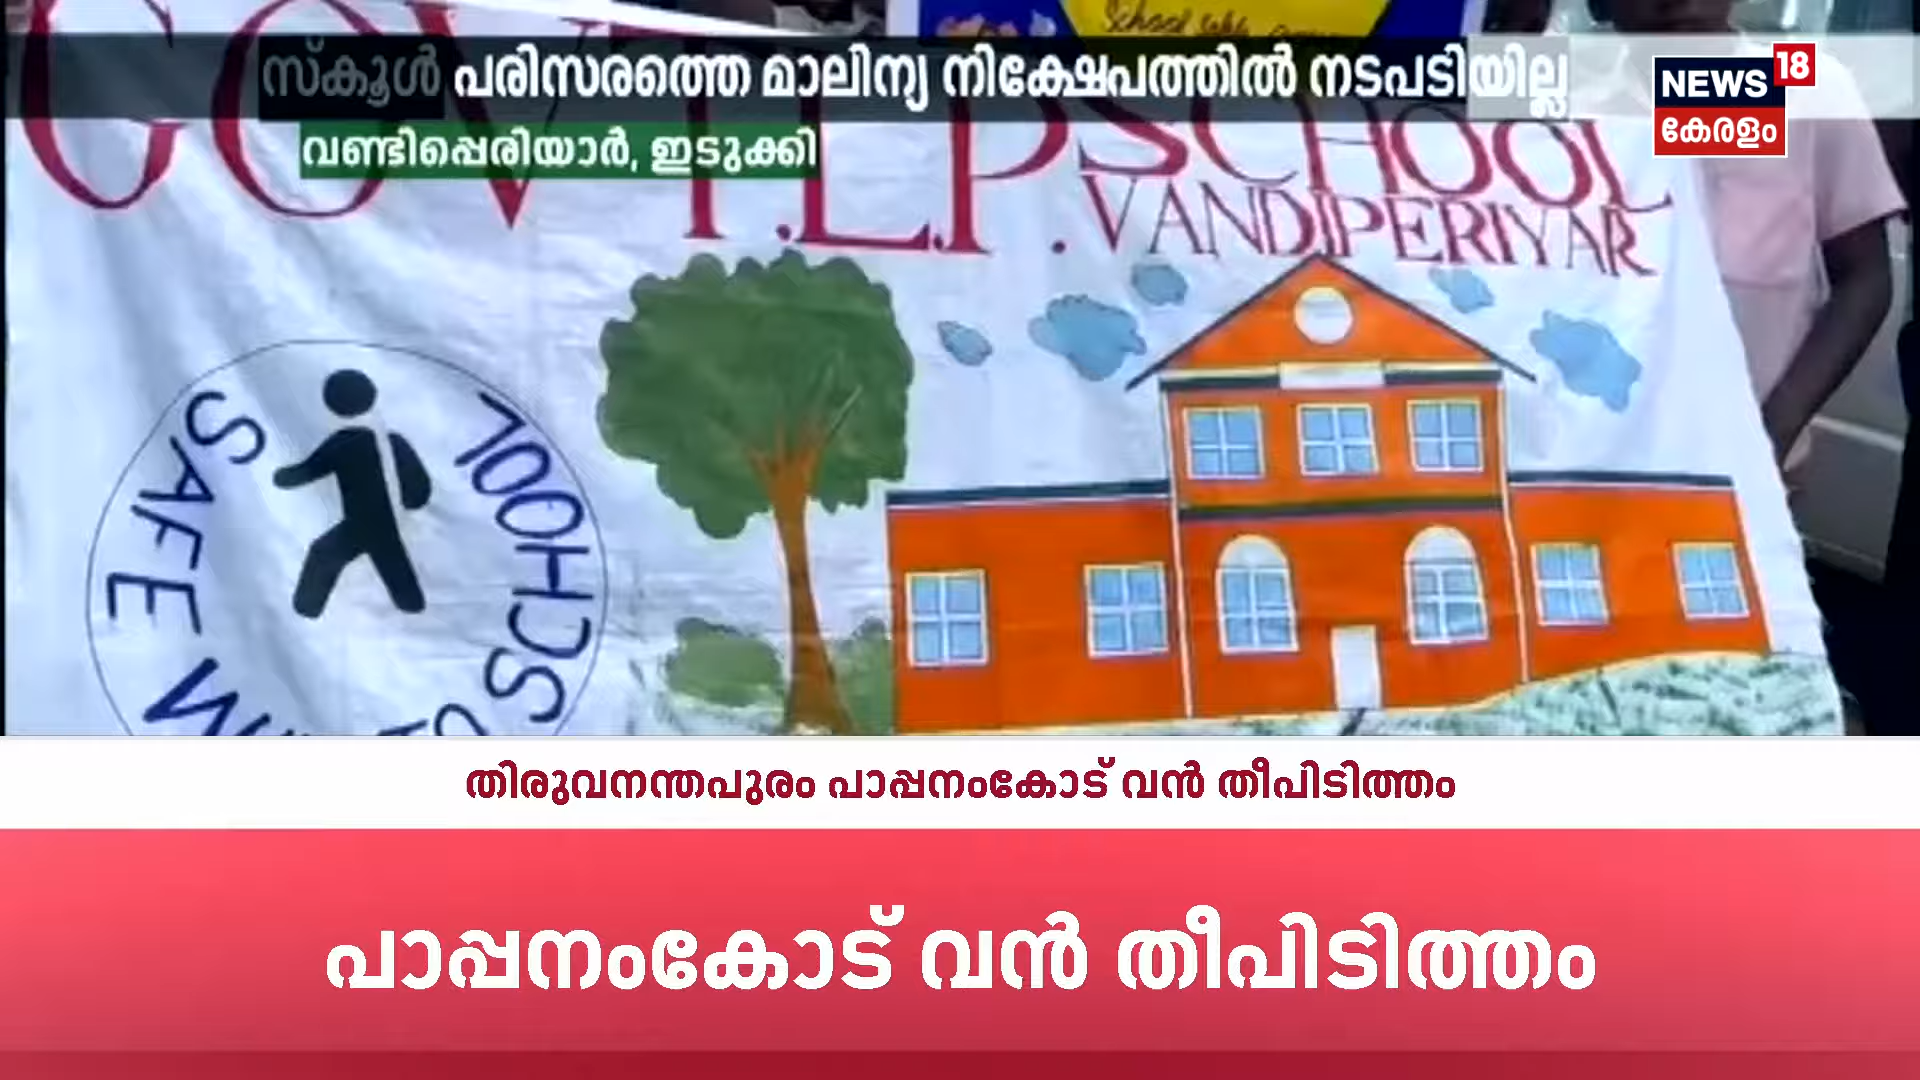 School
സ്കൂൾ പരിസരത്തെ മാലിന്യ നിക്ഷേപത്തിൽ നടപടിയില്ല
NEWS 18
കേരളം
വണ്ടിപ്പെരിയാർ, ഇടുക്കി
GOVT.L.P.SCHOOL
VANDIPERIYAR
SAFE
SCHOOL
തിരുവനന്തപുരം പാപ്പനംകോട് വൻ തീപിടിത്തം
പാപ്പനംകോട് വൻ തീപിടിത്തം